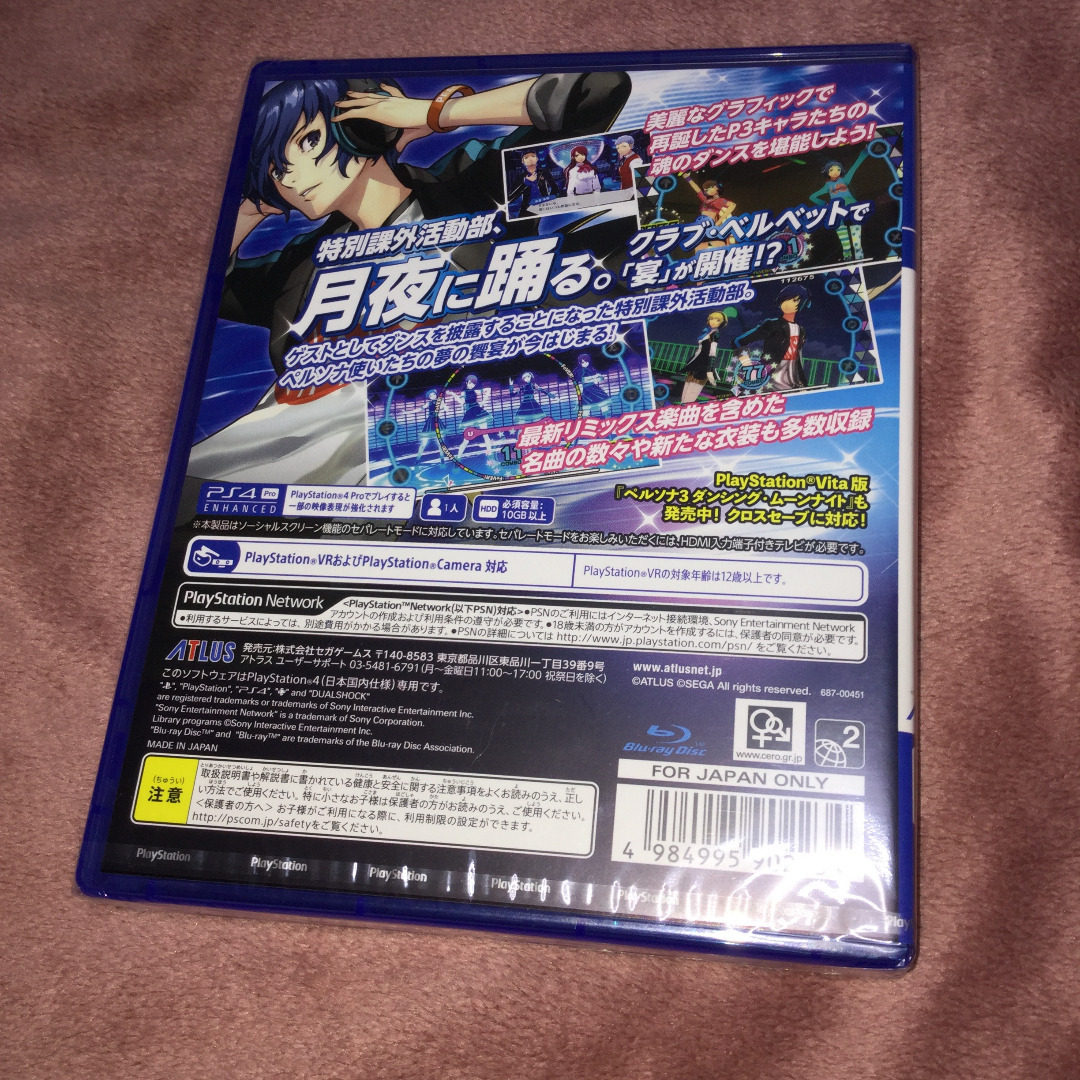 美麗なグラフィックで
再誕したP3キャラたちの
魂のダンスを堪能しよう!
特別課外活動部、
月夜に踊る。
クラブ・ベルベットで
「宴」が開催!?
ゲストとしてダンスを披露することになった特別課外活動部。
ペルソナ使いたちの夢の饗宴が今はじまる!
112675
77
最新リミックス楽曲を含めた
名曲の数々や新たな衣装も多数収録
PlayStation®Vita 版
『ペルソナ3 ダンシング・ムーンナイト』も
発売中! クロスセーブに対応!
PS4 Pro
ENHANCED
PlayStation®4 Proでプレイすると
一部の映像表現が強化されます
1人
HDD 必須容量:
10GB以上
※本製品はソーシャルスクリーン機能のセパレートモードに対応しています。セパレートモードをお楽しみいただくには、HDMI入力端子付きテレビが必要です。
PlayStation®VRおよびPlayStation®Camera 対応
PlayStation®VRの対象年齢は12歳以上です。
PlayStation Network
<PlayStation™Network(以下PSN)対応>●PSNのご利用にはインターネット接続環境、Sony Entertainment Network
アカウントの作成および利用条件の遵守が必要です。●18歳未満の方がアカウントを作成するには、保護者の同意が必要です。
●利用するサービスによっては、別途費用がかかる場合があります。●PSNの詳細については http://www.jp.playstation.com/psn/ をご覧ください。
ATLUS 発売元:株式会社セガゲームス 〒140-8583 東京都品川区東品川一丁目39番9号
アトラス ユーザーサポート 03-5481-6791(月~金曜日11:00~17:00 祝祭日を除く)
www.atlusnet.jp
©ATLUS ©SEGA All rights reserved. 687-00451
このソフトウェアはPlayStation®4(日本国内仕様)専用です。
"PlayStation", "PS4", and "DUALSHOCK"
are registered trademarks or trademarks of Sony Interactive Entertainment Inc.
"Sony Entertainment Network" is a trademark of Sony Corporation.
Library programs ©Sony Interactive Entertainment Inc.
"Blu-ray Disc™" and "Blu-ray™" are trademarks of the Blu-ray Disc Association.
MADE IN JAPAN
Blu-ray Disc
www.cero.gr.jp
2
FOR JAPAN ONLY
4 984995 90
(ちゅうい)
注意
取扱説明書や解説書に書かれている健康と安全に関する注意事項をよくお読みのうえ、正し
い方法でご使用ください。特に小さなお子様は保護者の方がお読みのうえ、ご使用ください。
<保護者の方へ> お子様がご利用になる際に、利用制限の設定ができます。
http://pscom.jp/safetyをご覧ください。
PlayStation
PlayStation
PlayStation
PlayStation
PlayStation